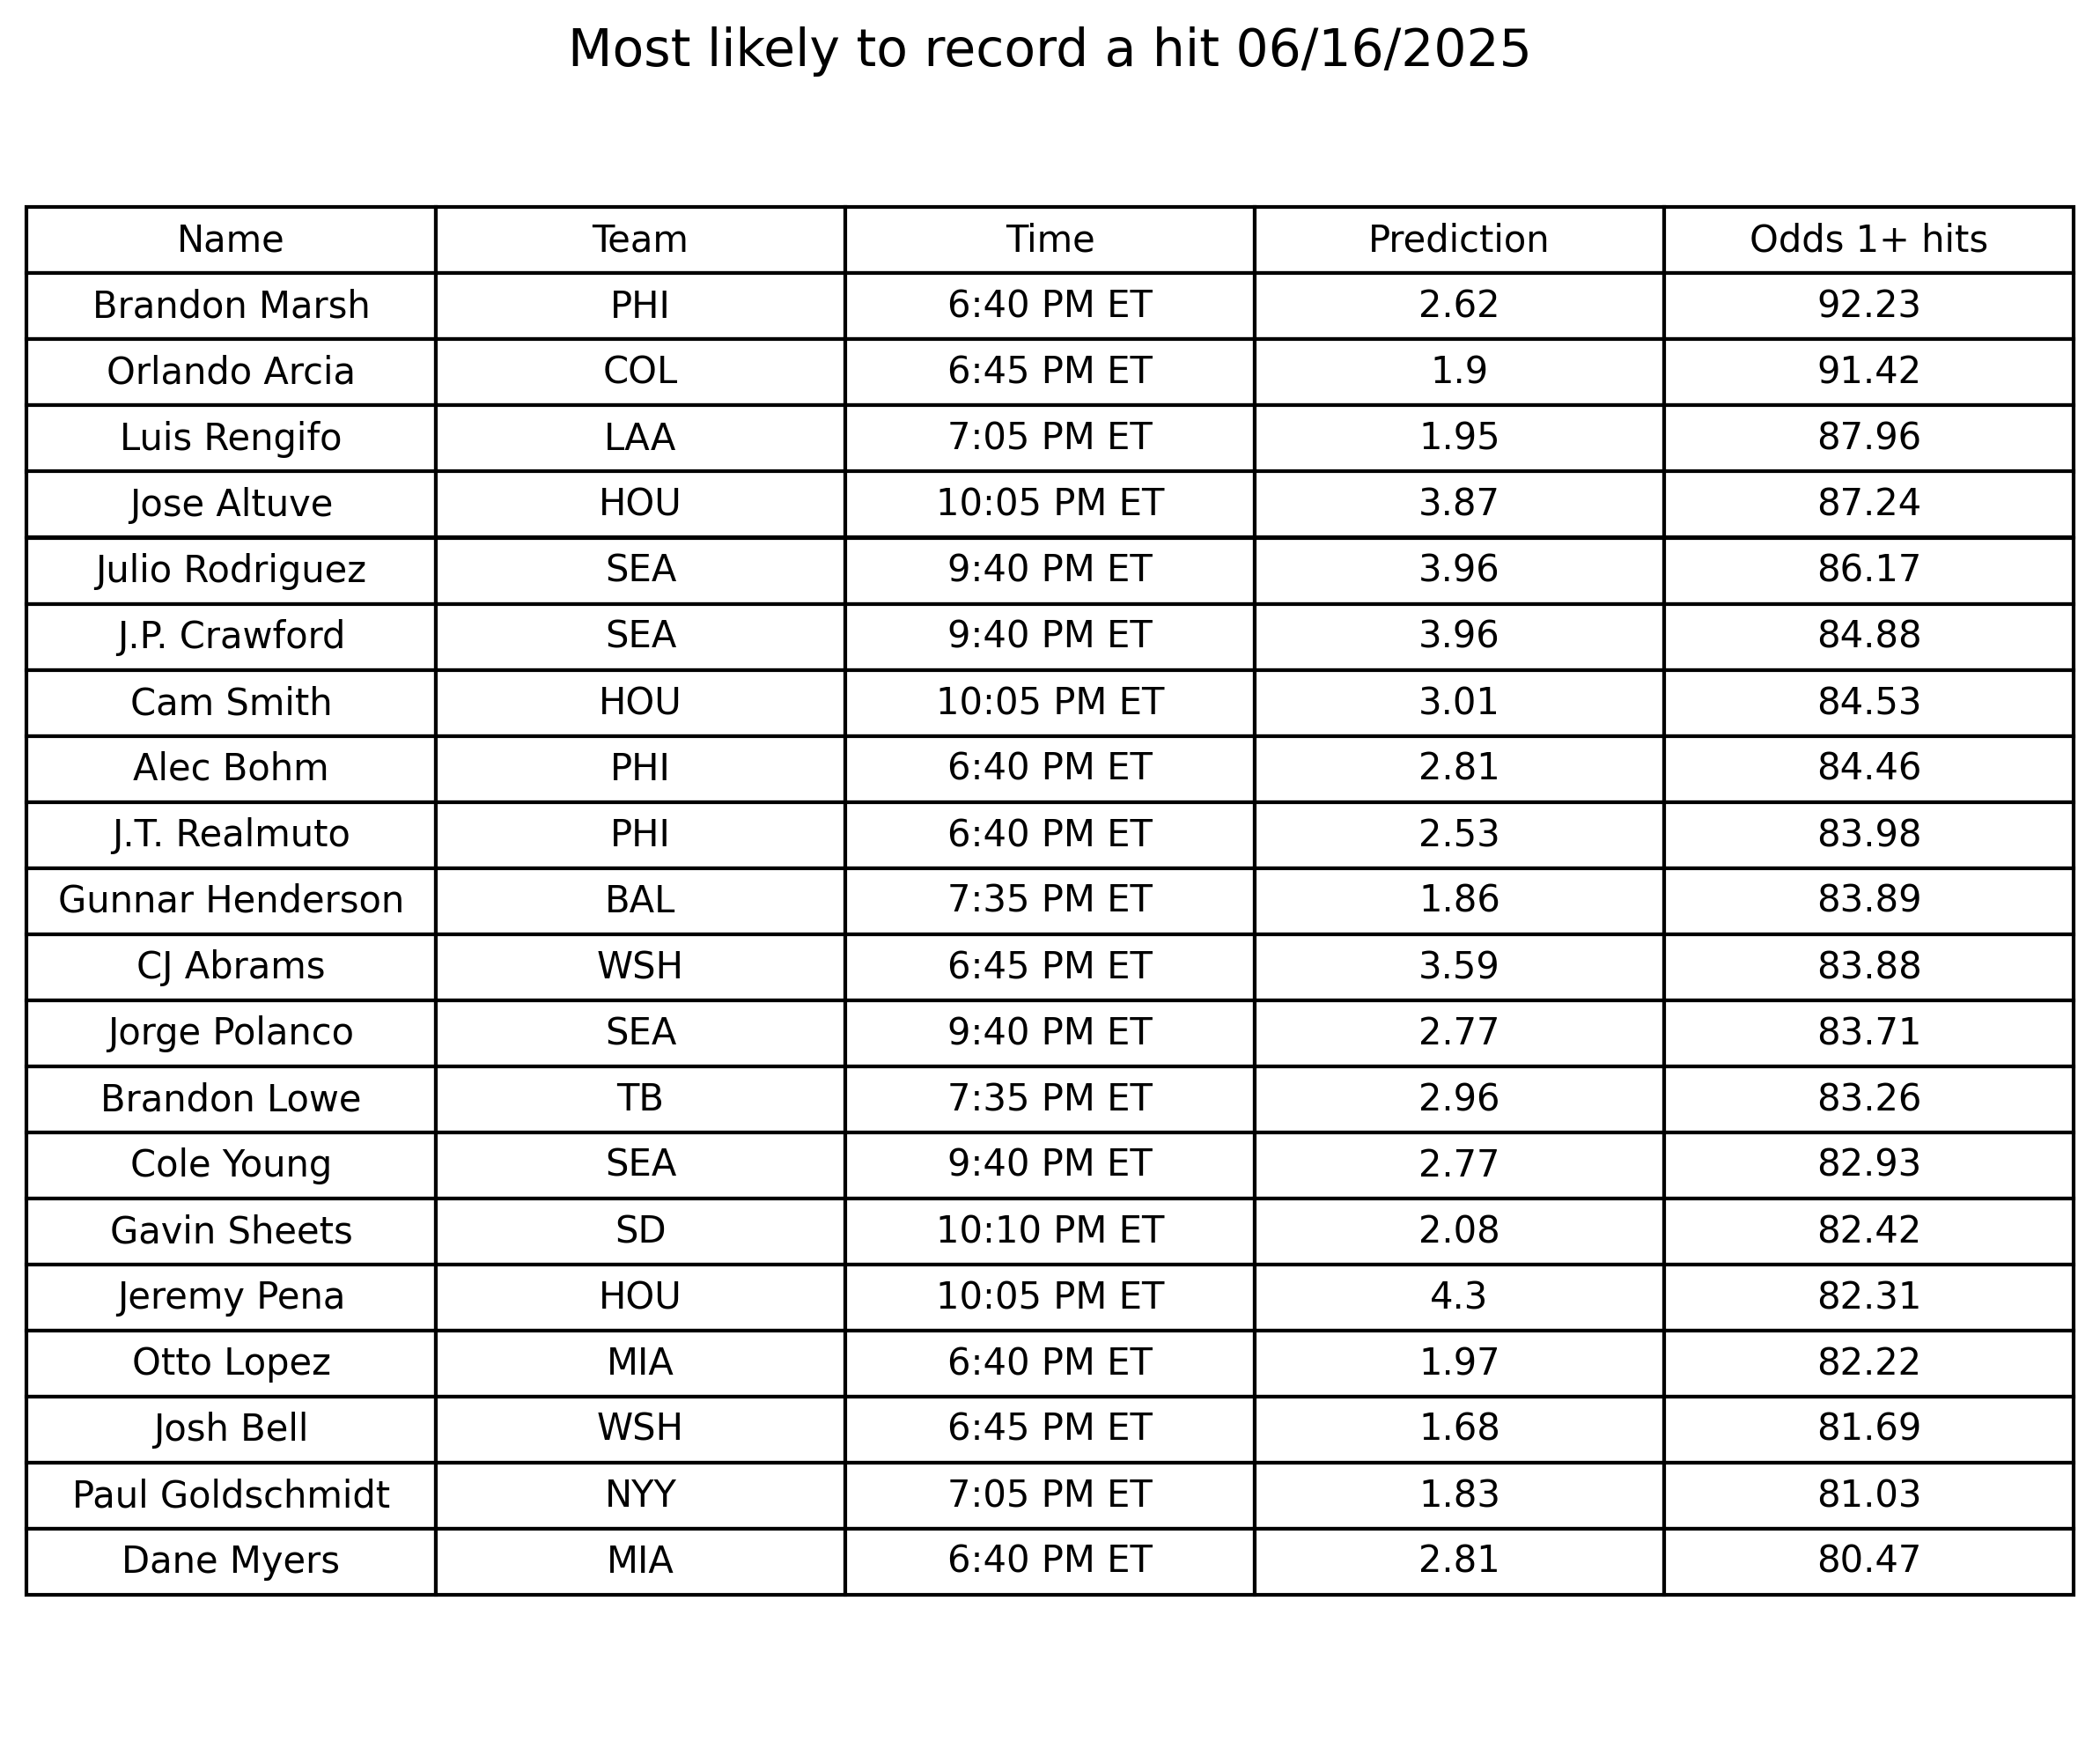 Most likely to record a hit 06/16/2025
Name Team Time Prediction Odds 1+ hits
Brandon Marsh PHI 6:40 PM ET 2.62 92.23
Orlando Arcia COL 6:45 PM ET 1.9 91.42
Luis Rengifo LAA 7:05 PM ET 1.95 87.96
Jose Altuve HOU 10:05 PM ET 3.87 87.24
Julio Rodriguez SEA 9:40 PM ET 3.96 86.17
J.P. Crawford SEA 9:40 PM ET 3.96 84.88
Cam Smith HOU 10:05 PM ET 3.01 84.53
Alec Bohm PHI 6:40 PM ET 2.81 84.46
J.T. Realmuto PHI 6:40 PM ET 2.53 83.98
Gunnar Henderson BAL 7:35 PM ET 1.86 83.89
CJ Abrams WSH 6:45 PM ET 3.59 83.88
Jorge Polanco SEA 9:40 PM ET 2.77 83.71
Brandon Lowe TB 7:35 PM ET 2.96 83.26
Cole Young SEA 9:40 PM ET 2.77 82.93
Gavin Sheets SD 10:10 PM ET 2.08 82.42
Jeremy Pena HOU 10:05 PM ET 4.3 82.31
Otto Lopez MIA 6:40 PM ET 1.97 82.22
Josh Bell WSH 6:45 PM ET 1.68 81.69
Paul Goldschmidt NYY 7:05 PM ET 1.83 81.03
Dane Myers MIA 6:40 PM ET 2.81 80.47